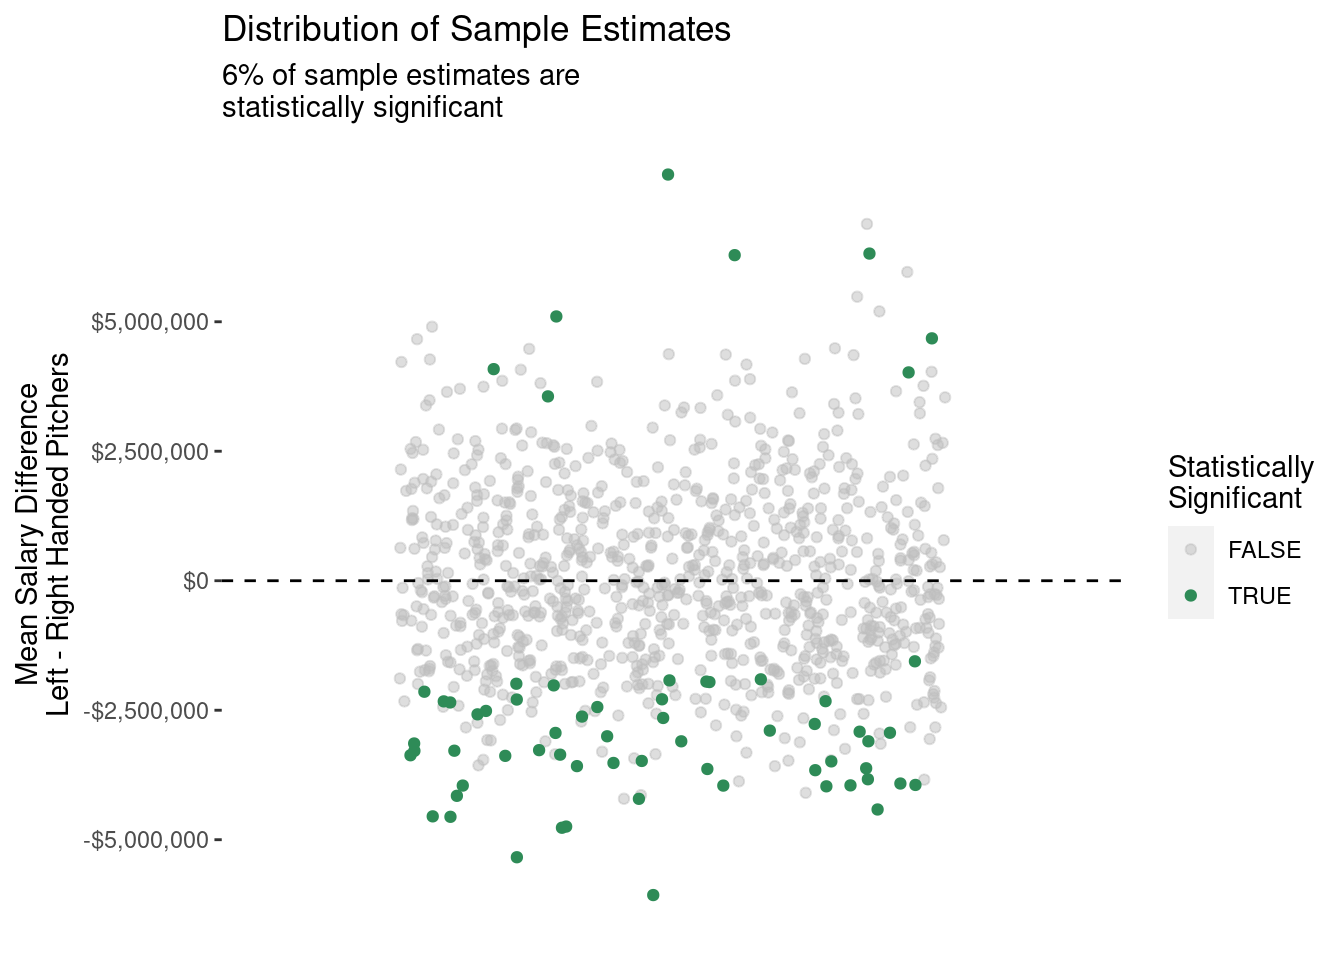 Distribution of Sample Estimates
6% of sample estimates are
statistically significant
Mean Salary Difference
Left - Right Handed Pitchers
$5,000,000
$2,500,000
$0
-$2,500,000
-$5,000,000
Statistically
Significant
FALSE
TRUE